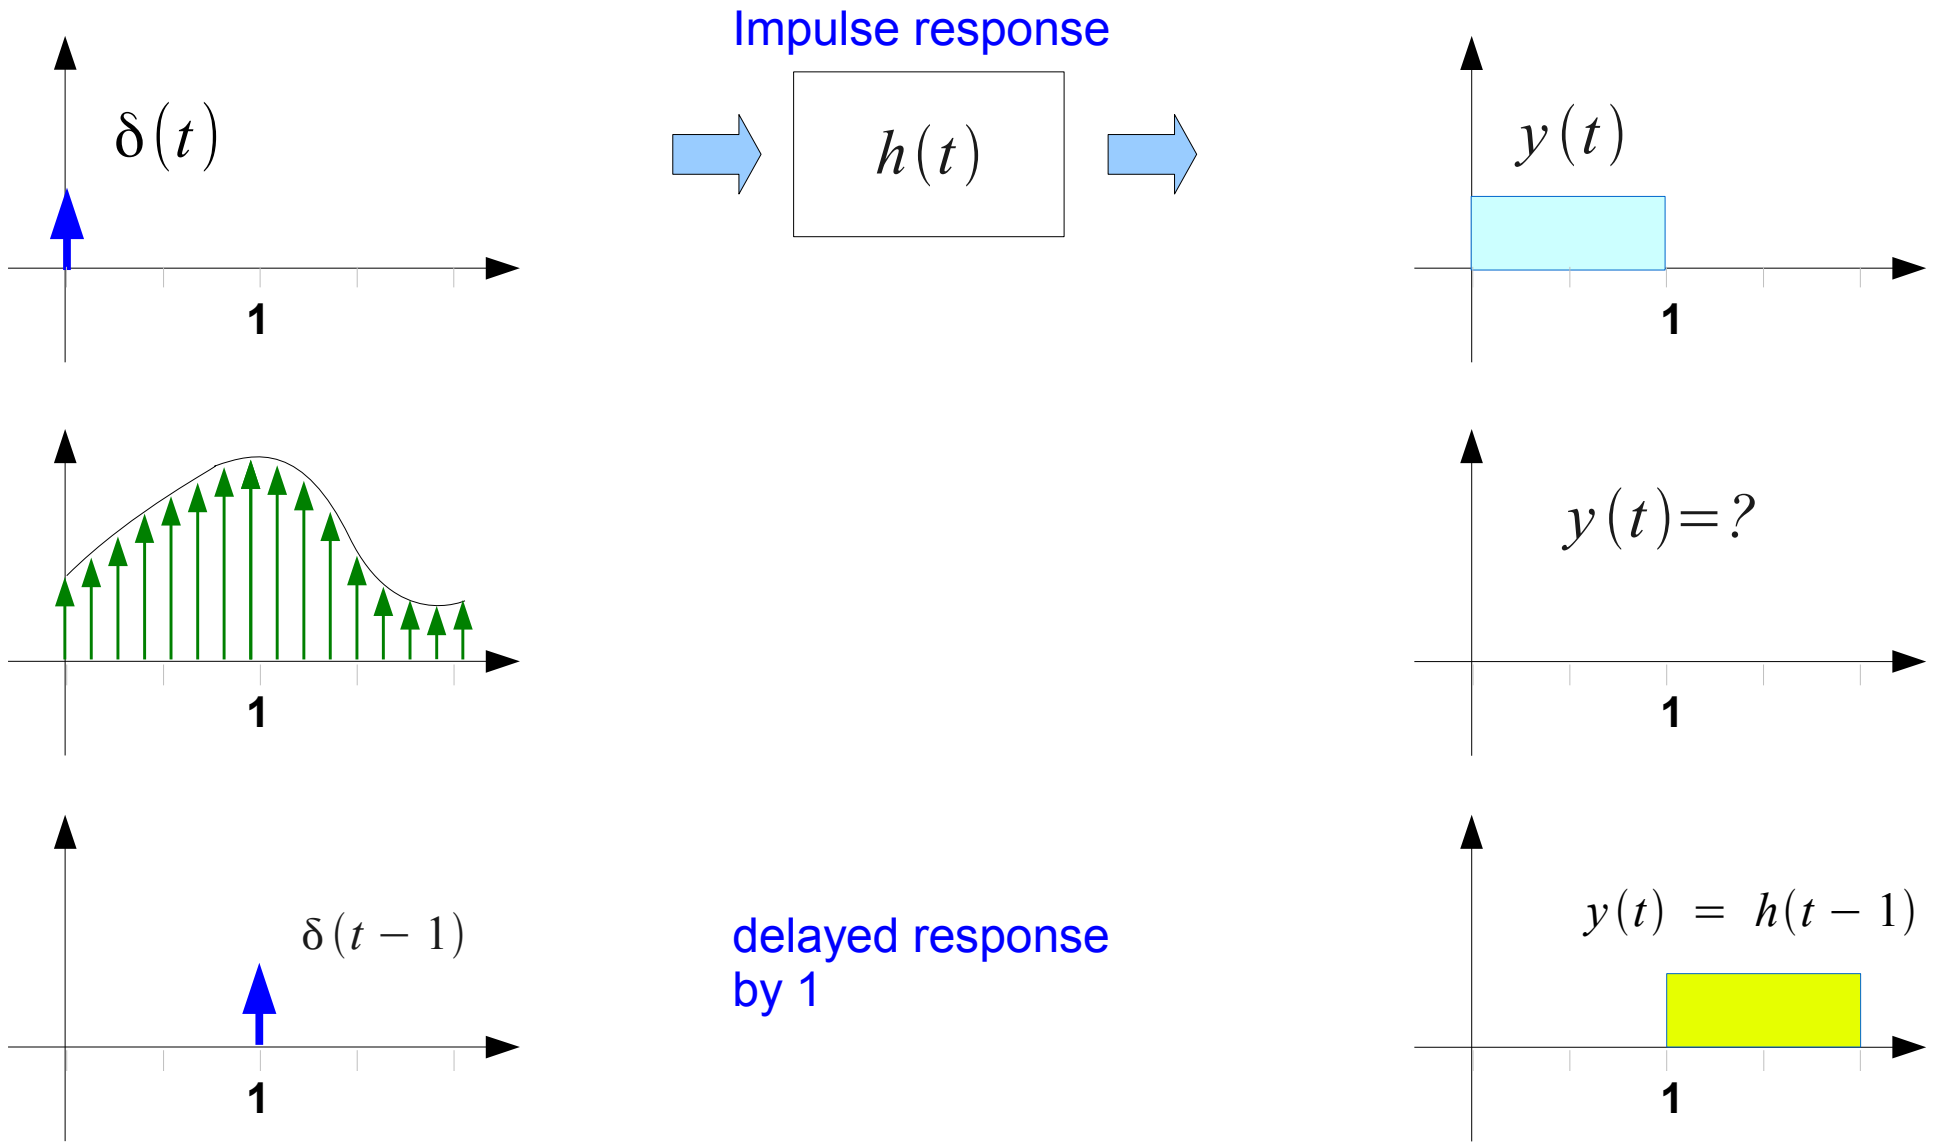 Impulse response
δ(t)
h(t)
y(t)
1
1
y(t)=?
1
1
δ(t − 1)
delayed response
by 1
y(t) = h(t − 1)
1
1